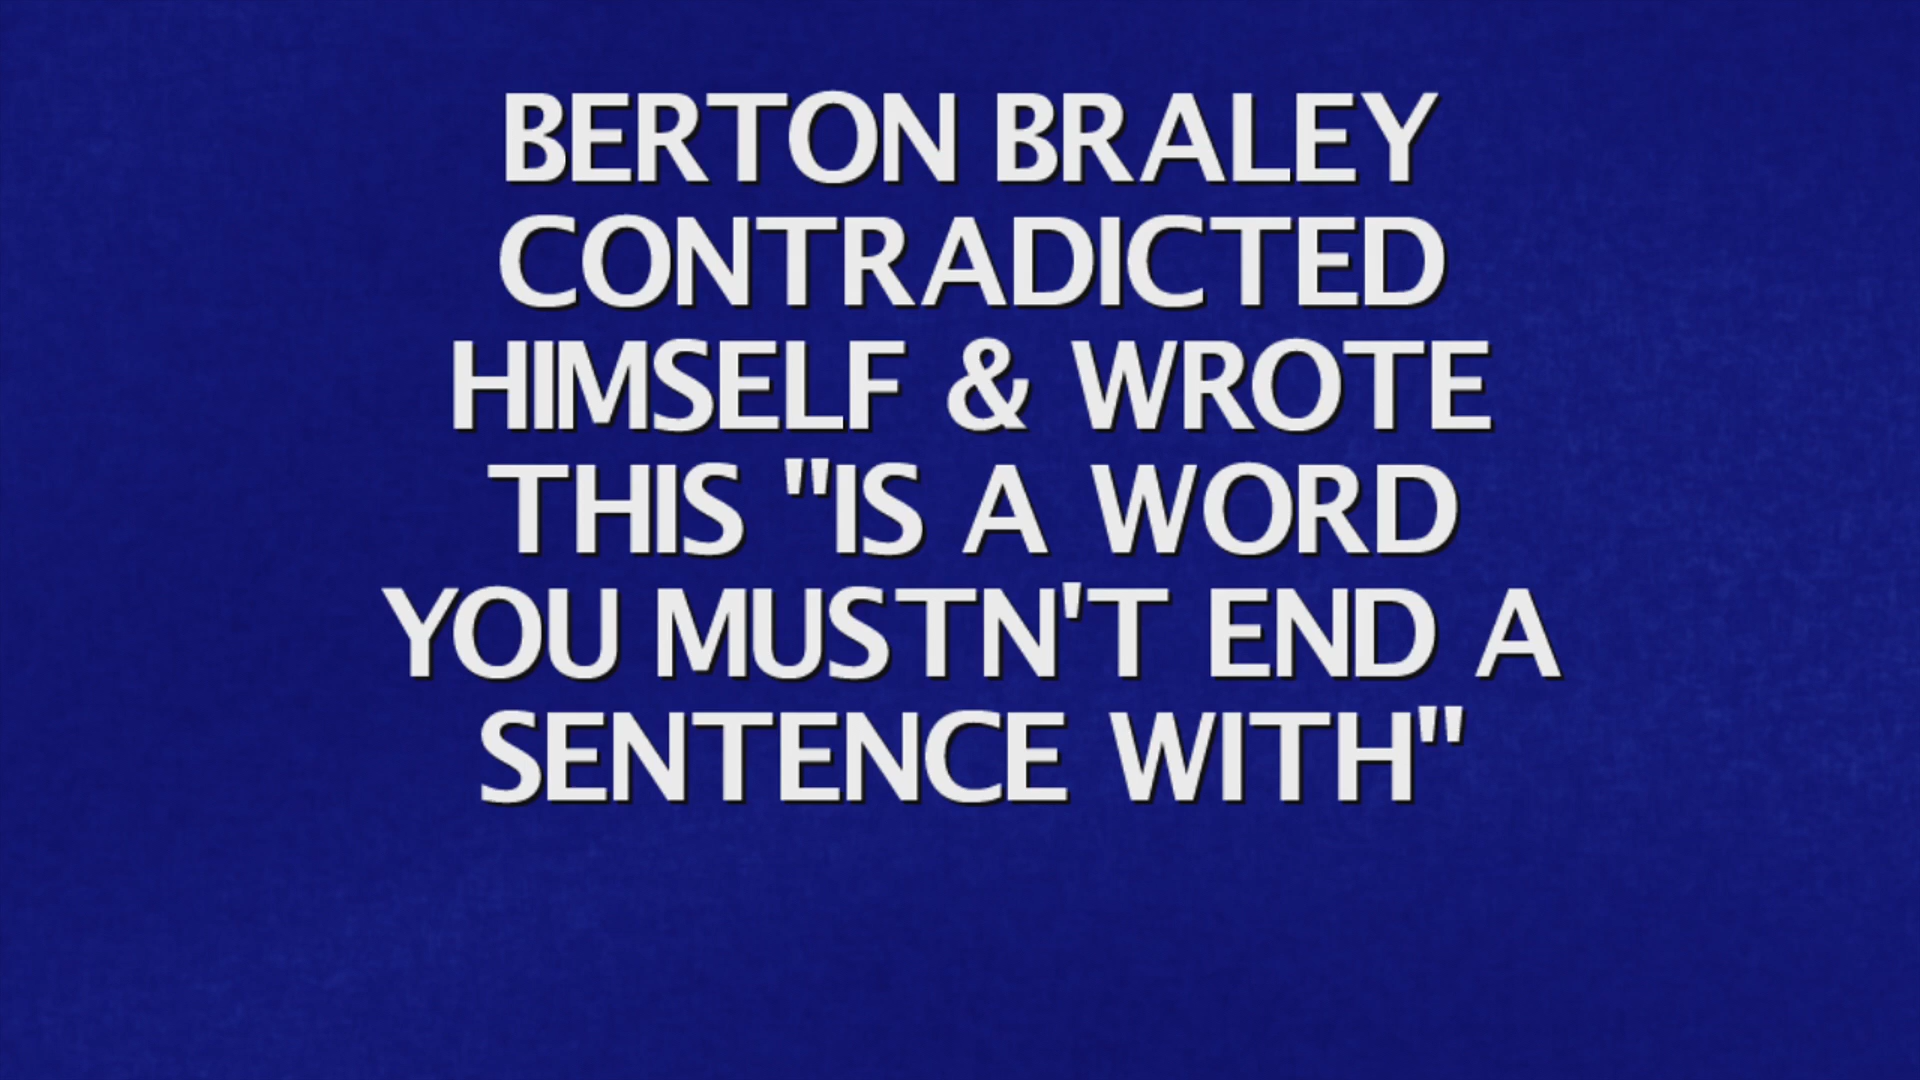 BERTON BRALEY
CONTRADICTED
HIMSELF & WROTE
THIS "IS A WORD
YOU MUSTN'T END A
SENTENCE WITH"